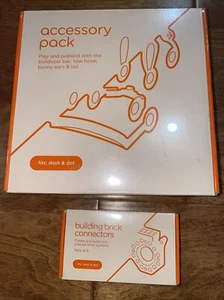 accessory
pack
Play and pretend with the
bulldozer bar, tow hook,
bunny ears & tail.
fits: dash & dot
building brick
connectors
fits: dash & dot